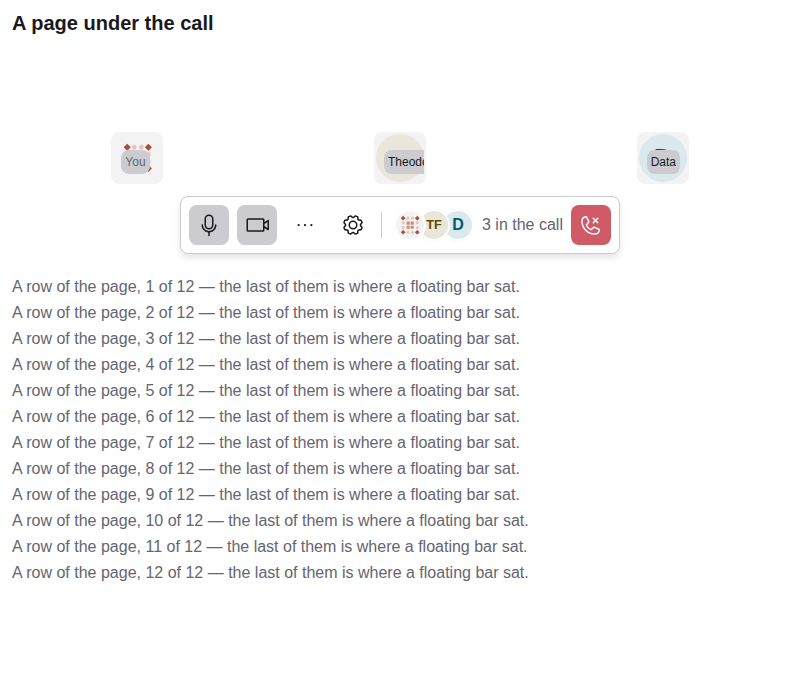 A page under the call
You
Data
TF D 3 in the call
A row of the page, 1 of 12 — the last of them is where a floating bar sat.
A row of the page, 2 of 12 — the last of them is where a floating bar sat.
A row of the page, 3 of 12 — the last of them is where a floating bar sat.
A row of the page, 4 of 12 — the last of them is where a floating bar sat.
A row of the page, 5 of 12 — the last of them is where a floating bar sat.
A row of the page, 6 of 12 — the last of them is where a floating bar sat.
A row of the page, 7 of 12 — the last of them is where a floating bar sat.
A row of the page, 8 of 12 — the last of them is where a floating bar sat.
A row of the page, 9 of 12 — the last of them is where a floating bar sat.
A row of the page, 10 of 12 — the last of them is where a floating bar sat.
A row of the page, 11 of 12 — the last of them is where a floating bar sat.
A row of the page, 12 of 12 — the last of them is where a floating bar sat.